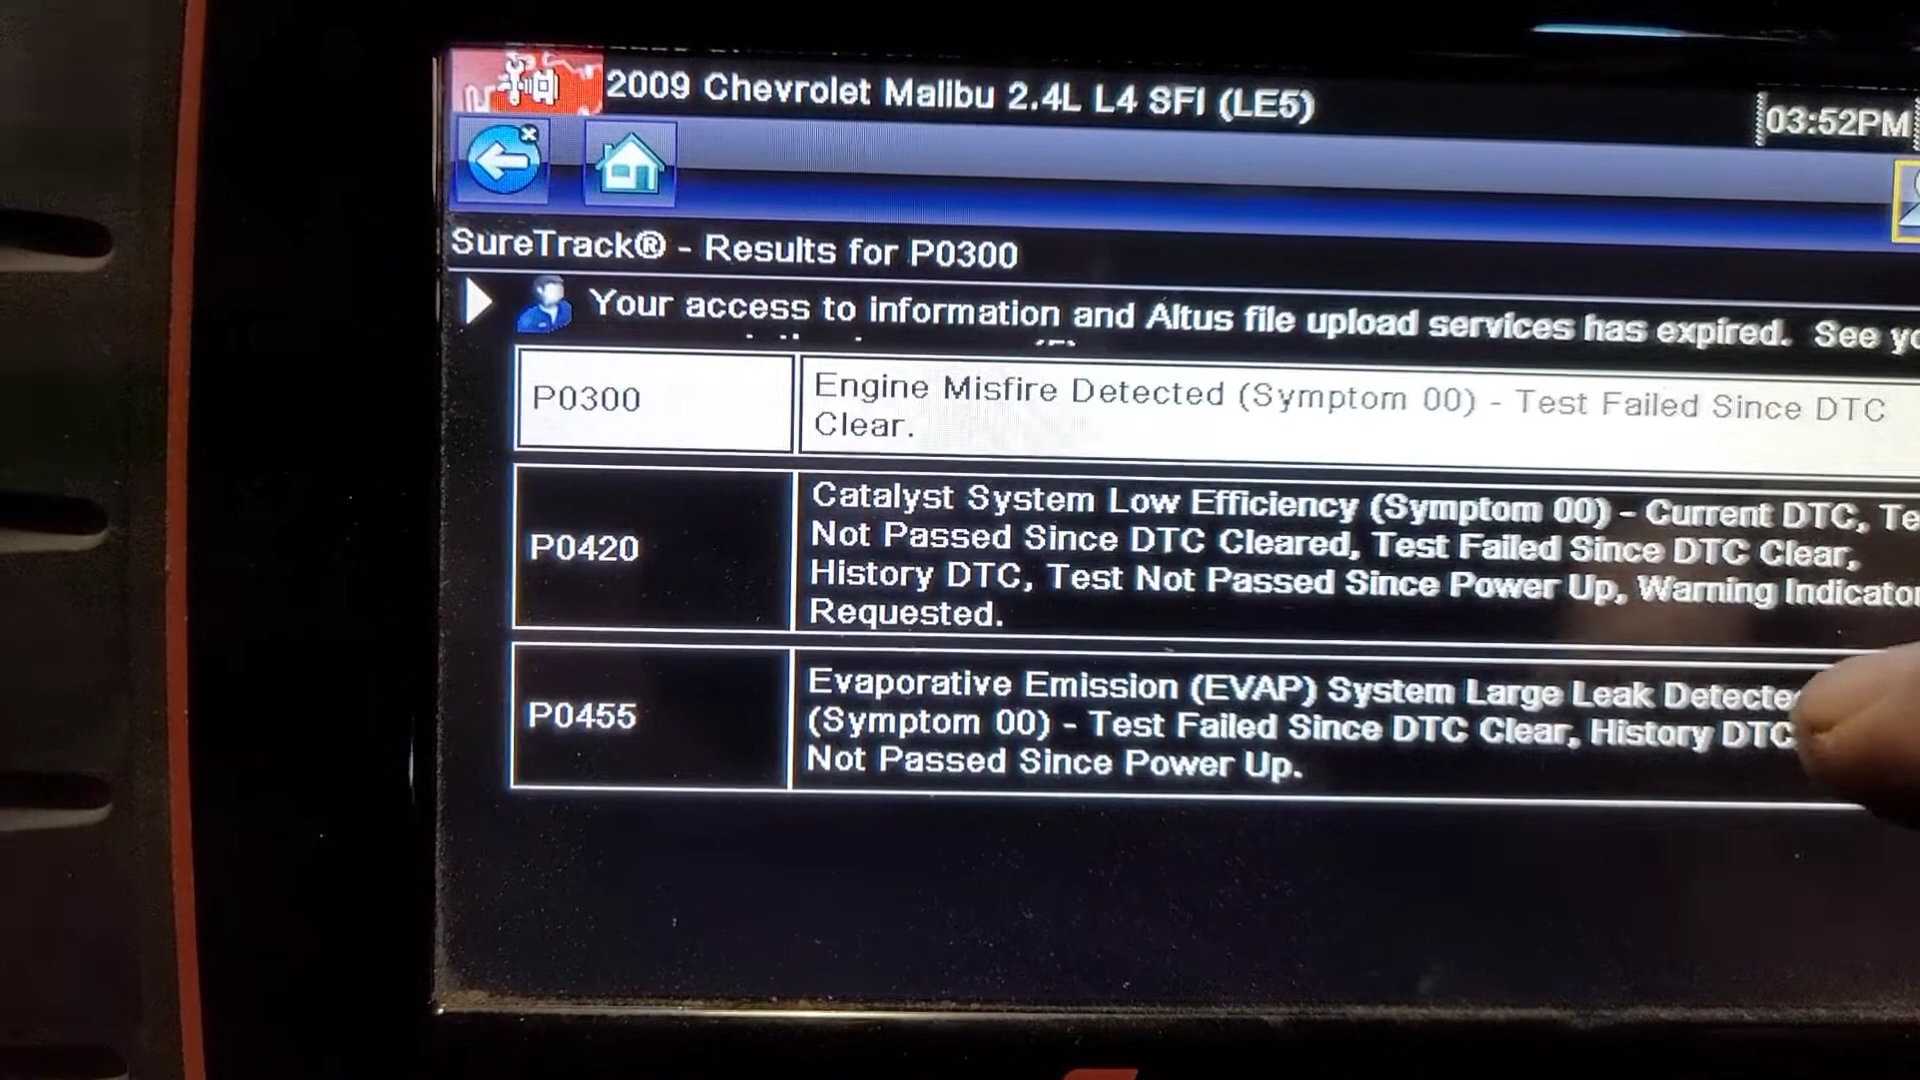 2009 Chevrolet Malibu 2.4L L4 SFI (LE5)
03:52PM
SureTrack® - Results for P0300
Your access to information and Altus file upload services has expired. See
P0300
Engine Misfire Detected (Symptom 00) - Test Failed Since DTC
Clear.
P0420
Catalyst System Low Efficiency (Symptom 00) - Current DTC,
Not Passed Since DTC Cleared, Test Failed Since DTC Clear,
History DTC, Test Not Passed Since Power Up, Warning Indicator
Requested.
P0455
Evaporative Emission (EVAP) System Large Leak Detected
(Symptom 00) - Test Failed Since DTC Clear, History DTC
Not Passed Since Power Up.